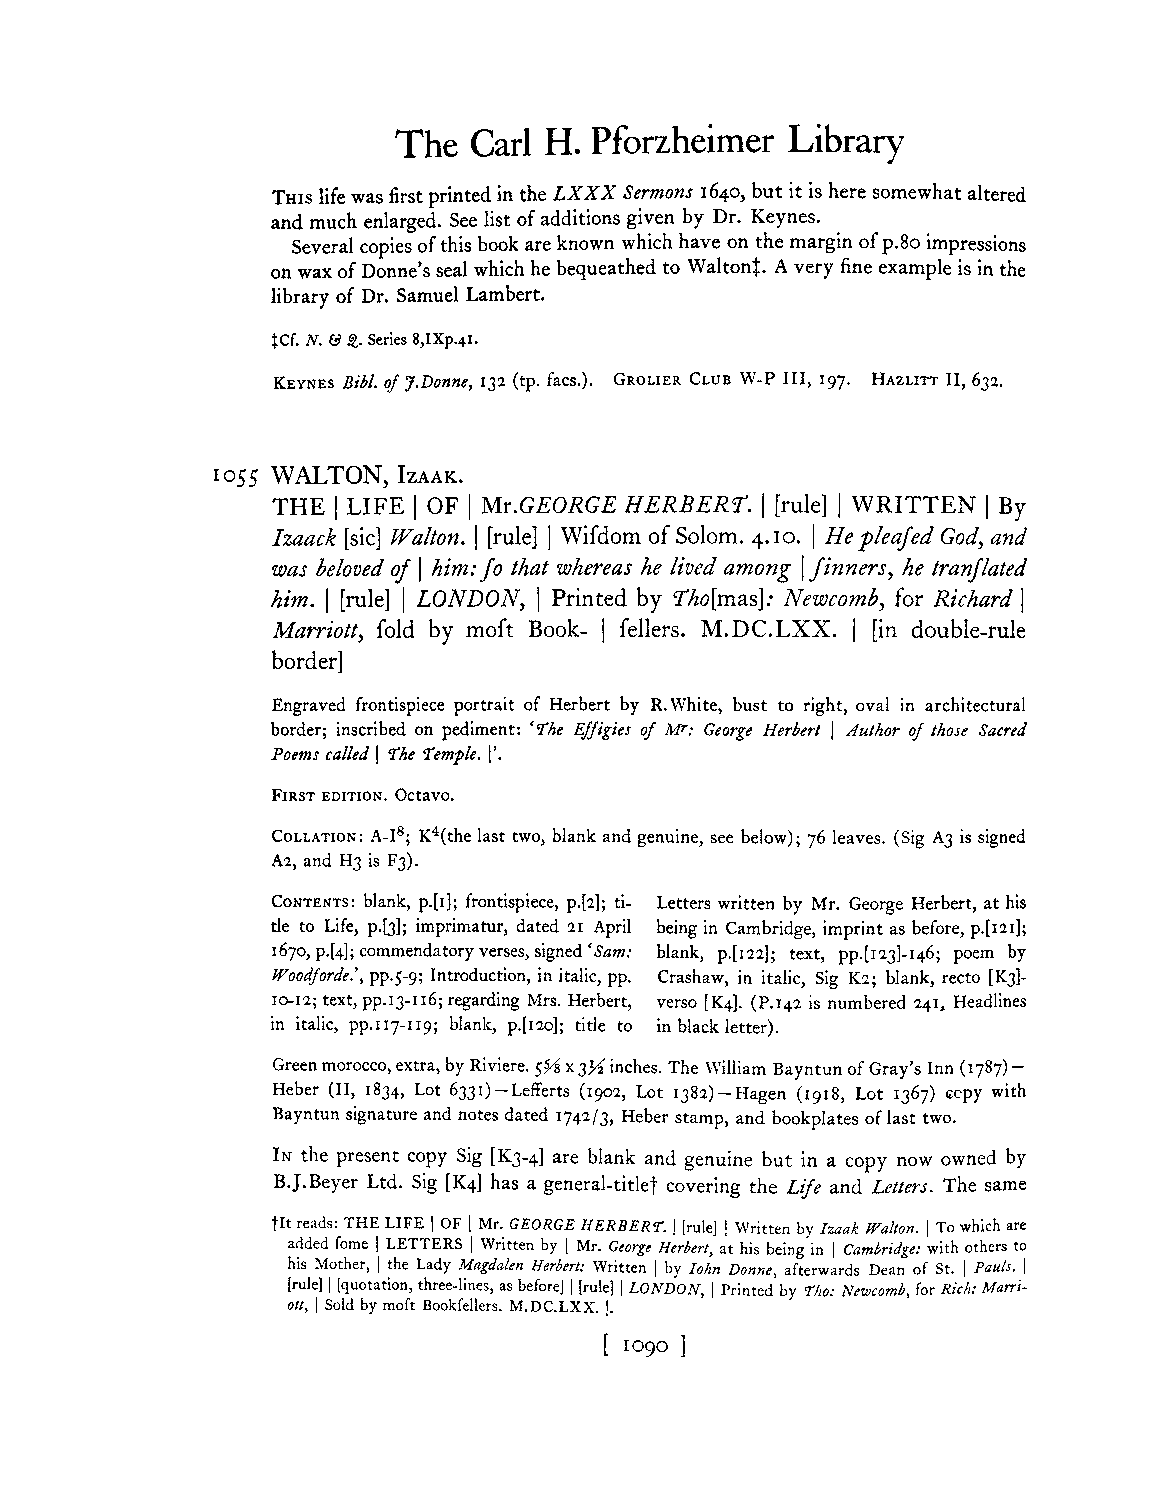 The Carl H. Pforzheimer Library
THIS life was first printed in the LXXX Sermons 1640, but it is here somewhat altered
and much enlarged. See list of additions given by Dr. Keynes.
Several copies of this book are known which have on the margin of p.80 impressions
on wax of Donne's seal which he bequeathed to Walton‡. A very fine example is in the
library of Dr. Samuel Lambert.
‡Cf. N. & Q. Series 8,IXp.41.
KEYNES Bibl. of J.Donne, 132 (tp. facs.). GROLIER CLUB W-P III, 197. HAZLITT II, 632.
1055 WALTON, IZAAK.
THE | LIFE | OF | Mr.GEORGE HERBERT. | [rule] | WRITTEN | By
Izaack [sic] Walton. | [rule] | Wiſdom of Solom. 4.10. | He pleaſed God, and
was beloved of | him: ſo that whereas he lived among | ſinners, he tranſlated
him. | [rule] | LONDON, | Printed by Tho[mas]: Newcomb, for Richard |
Marriott, ſold by moſt Book- | ſellers. M.DC.LXX. | [in double-rule
border]
Engraved frontispiece portrait of Herbert by R.White, bust to right, oval in architectural
border; inscribed on pediment: ‘The Effigies of Mr: George Herbert | Author of those Sacred
Poems called | The Temple. |’.
FIRST EDITION. Octavo.
COLLATION: A-I8; K4(the last two, blank and genuine, see below); 76 leaves. (Sig A3 is signed
A2, and H3 is F3).
CONTENTS: blank, p.[1]; frontispiece, p.[2]; ti-
tle to Life, p.[3]; imprimatur, dated 21 April
1670, p.[4]; commendatory verses, signed ‘Sam:
Woodforde.’, pp.5-9; Introduction, in italic, pp.
10-12; text, pp.13-116; regarding Mrs. Herbert,
in italic, pp.117-119; blank, p.[120]; title to
Letters written by Mr. George Herbert, at his
being in Cambridge, imprint as before, p.[121];
blank, p.[122]; text, pp.[123]-146; poem by
Crashaw, in italic, Sig K2; blank, recto [K3]-
verso [K4]. (P.142 is numbered 241, Headlines
in black letter).
Green morocco, extra, by Riviere. 5⅝ x 3½ inches. The William Bayntun of Gray's Inn (1787)—
Heber (II, 1834, Lot 6331)—Lefferts (1902, Lot 1382)—Hagen (1918, Lot 1367) copy with
Bayntun signature and notes dated 1742/3, Heber stamp, and bookplates of last two.
IN the present copy Sig [K3-4] are blank and genuine but in a copy now owned by
B.J.Beyer Ltd. Sig [K4] has a general-title† covering the Life and Letters. The same
†It reads: THE LIFE | OF | Mr. GEORGE HERBERT. | [rule] | Written by Izaak Walton. | To which are
added ſome | LETTERS | Written by | Mr. George Herbert, at his being in | Cambridge: with others to
his Mother, | the Lady Magdalen Herbert: Written | by Iohn Donne, afterwards Dean of St. | Pauls. |
[rule] | [quotation, three-lines, as before] | [rule] | LONDON, | Printed by Tho: Newcomb, for Rich: Marri-
ott, | Sold by moſt Bookſellers. M.DC.LXX. |.
[ 1090 ]